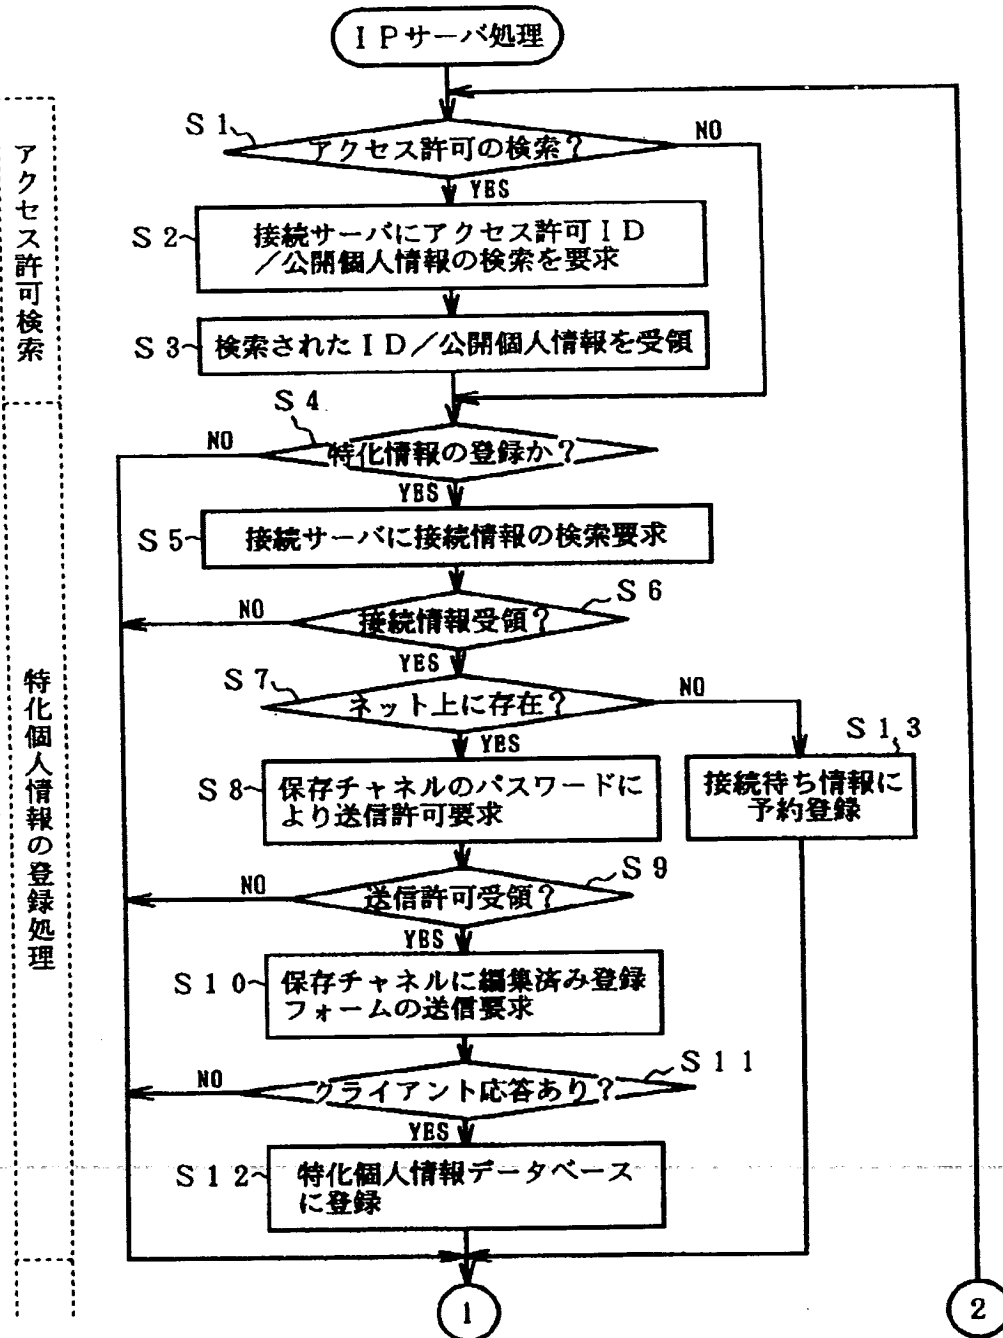 ＩＰサーバ処理
アクセス許可検索
Ｓ１
アクセス許可の検索？
NO
YES
Ｓ２
接続サーバにアクセス許可ＩＤ
／公開個人情報の検索を要求
Ｓ３
検索されたＩＤ／公開個人情報を受領
特化個人情報の登録処理
Ｓ４
NO
特化情報の登録か？
YES
Ｓ５
接続サーバに接続情報の検索要求
Ｓ６
NO
接続情報受領？
YES
Ｓ７
ネット上に存在？
NO
YES
Ｓ１３
接続待ち情報に
予約登録
Ｓ８
保存チャネルのパスワードに
より送信許可要求
Ｓ９
NO
送信許可受領？
YES
Ｓ１０
保存チャネルに編集済み登録
フォームの送信要求
Ｓ１１
NO
クライアント応答あり？
YES
Ｓ１２
特化個人情報データベース
に登録
1
2